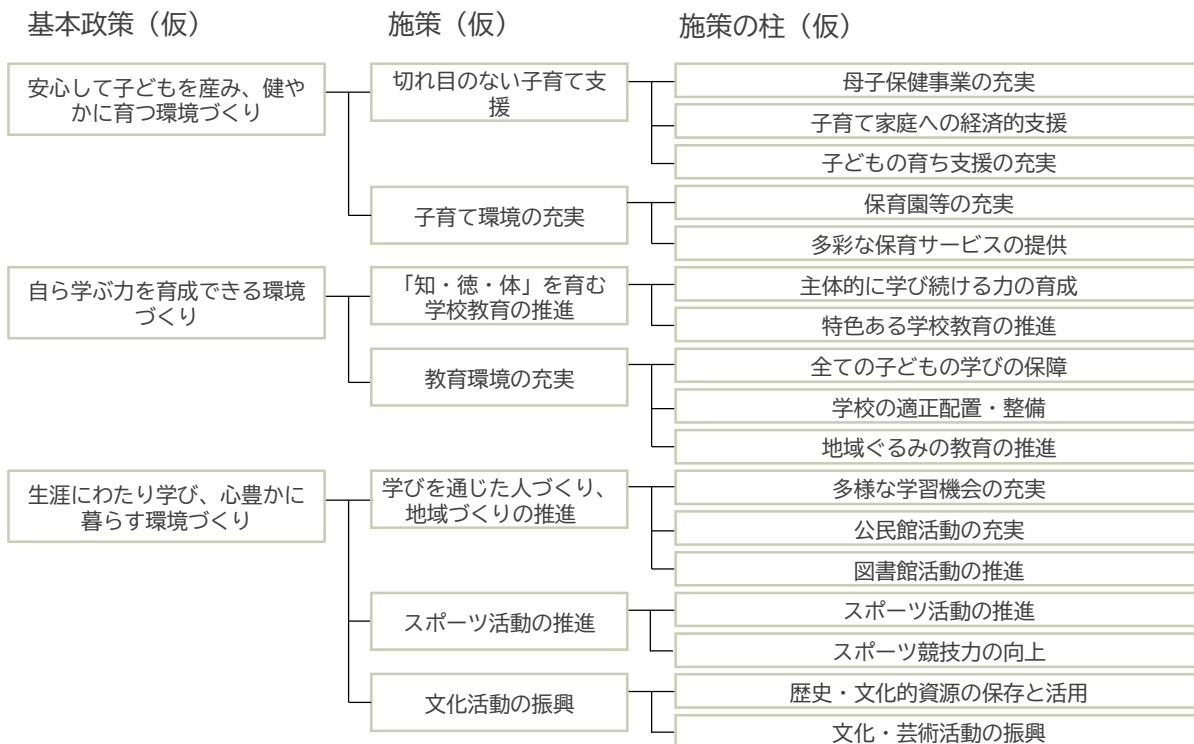 基本政策（仮）
施策（仮）
施策の柱（仮）
安心して子どもを産み、健や
かに育つ環境づくり
切れ目のない子育て支
援
母子保健事業の充実
子育て家庭への経済的支援
子どもの育ち支援の充実
子育て環境の充実
保育園等の充実
多彩な保育サービスの提供
自ら学ぶ力を育成できる環境
づくり
「知・徳・体」を育む
学校教育の推進
主体的に学び続ける力の育成
特色ある学校教育の推進
教育環境の充実
全ての子どもの学びの保障
学校の適正配置・整備
地域ぐるみの教育の推進
生涯にわたり学び、心豊かに
暮らす環境づくり
学びを通じた人づくり、
地域づくりの推進
多様な学習機会の充実
公民館活動の充実
図書館活動の推進
スポーツ活動の推進
スポーツ活動の推進
スポーツ競技力の向上
文化活動の振興
歴史・文化的資源の保存と活用
文化・芸術活動の振興